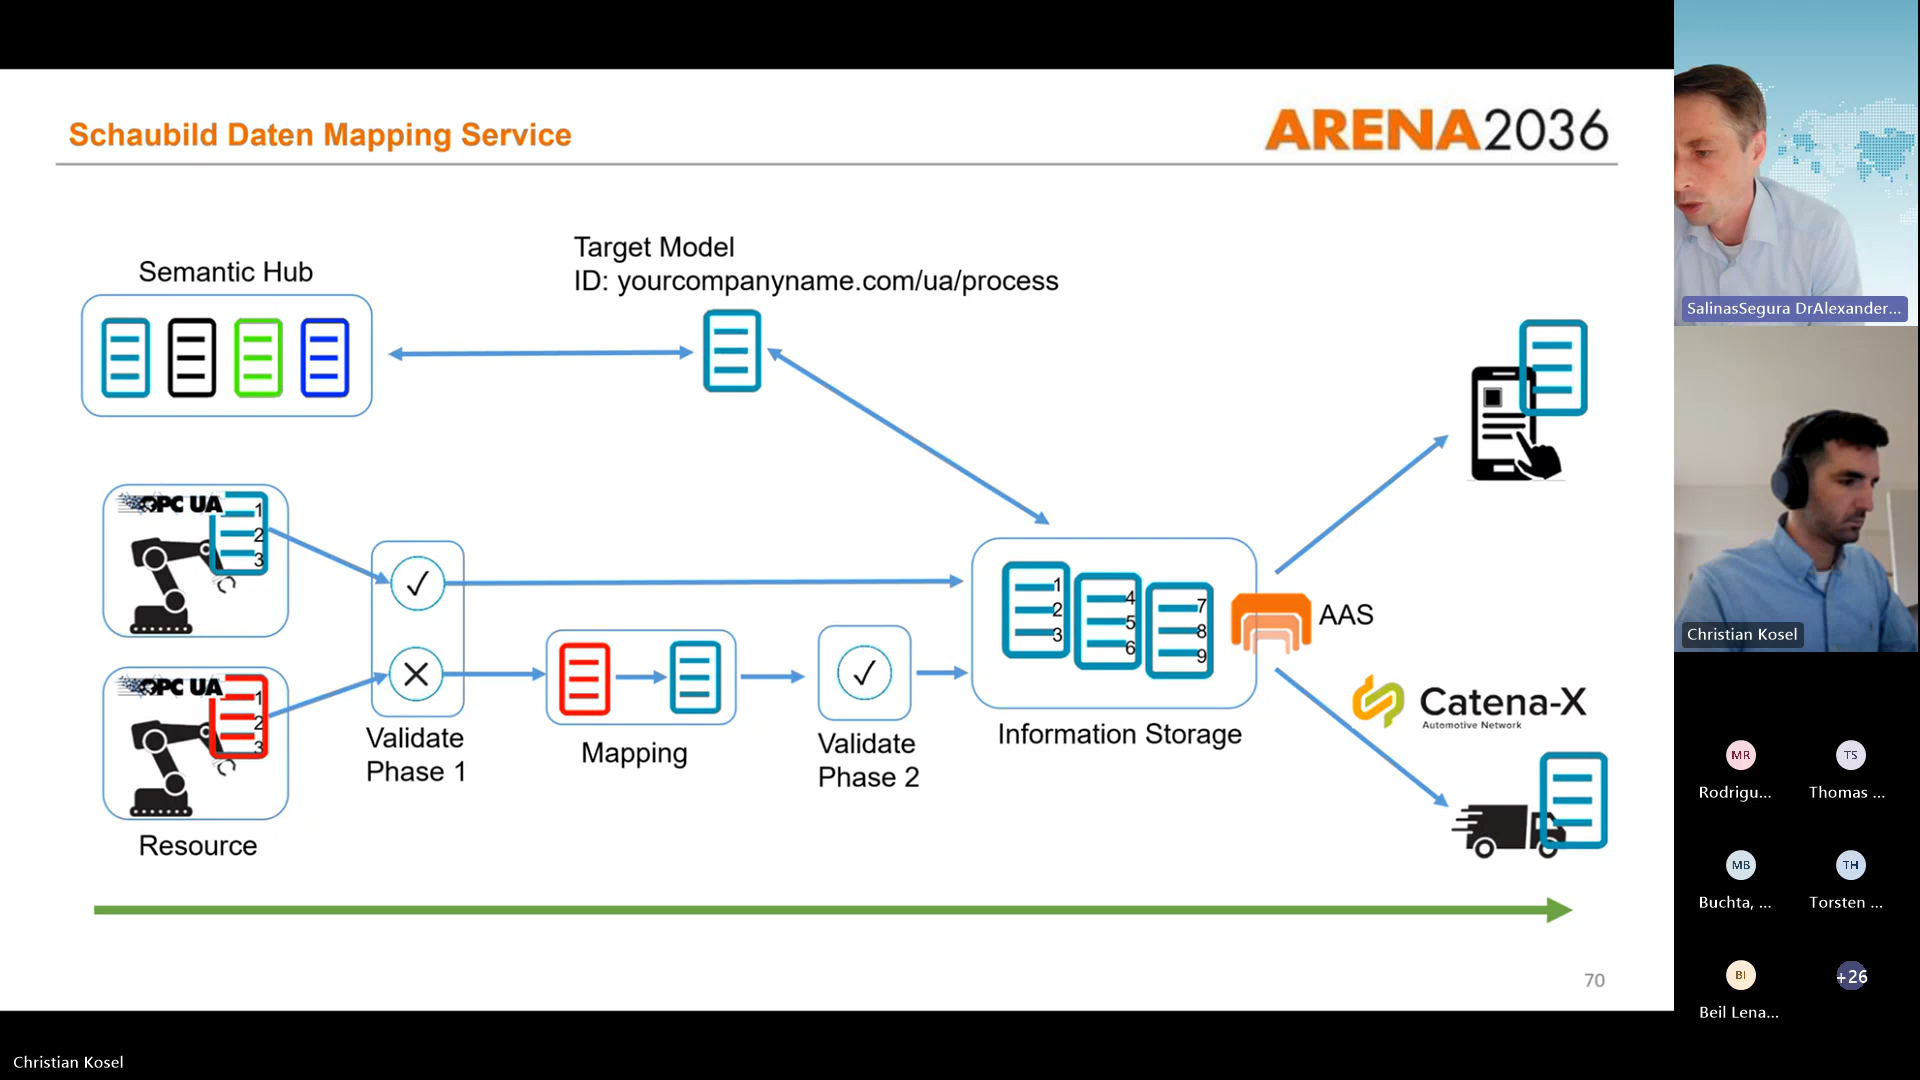 Schaubild Daten Mapping Service
ARENA2036
Target Model
ID: yourcompanyname.com/ua/process
Semantic Hub
OPC UA
1
2
3
OPC UA
1
2
3
Resource
Validate
Phase 1
Mapping
Validate
Phase 2
1
2
3
4
5
6
7
8
9
Information Storage
AAS
Catena-X
Automotive Network
70
SalinasSegura DrAlexander...
Christian Kosel
MR
Rodrigu...
TS
Thomas ...
MB
Buchta, ...
TH
Torsten ...
BI
Beil Lena...
+26
Christian Kosel